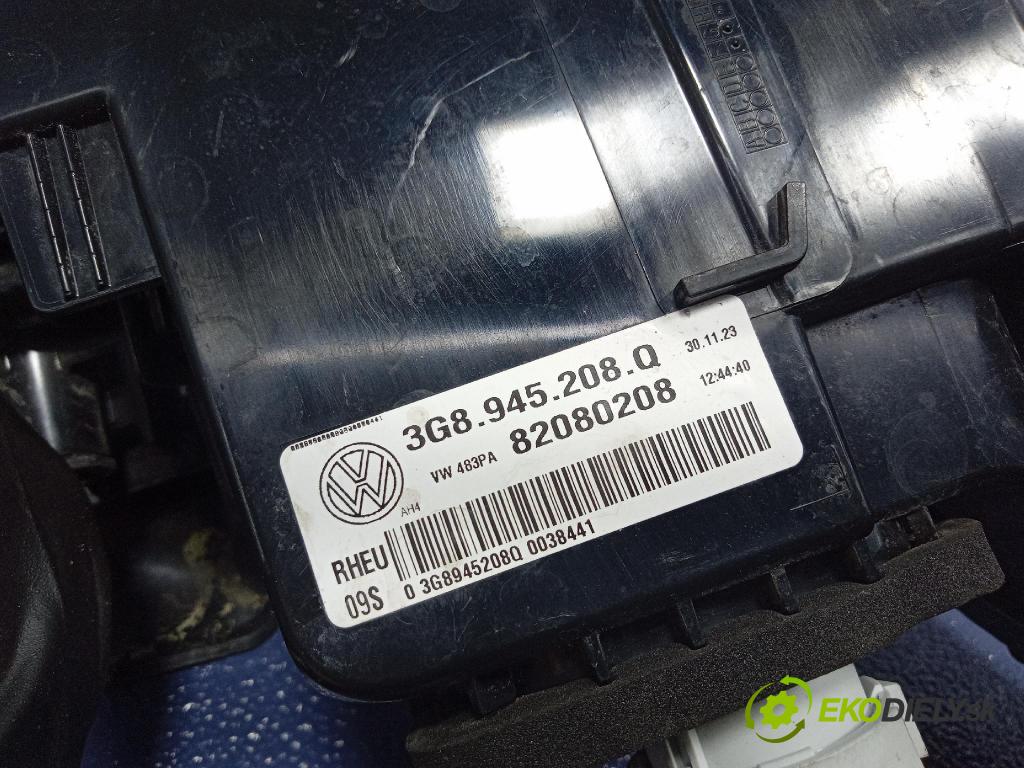 3G8.945.208.Q
30.11.23
82080208
12:44:40
VW 483PA
AH4
RHEU
09S
0 3G8945208Q 0038441
EKODIELY.SK